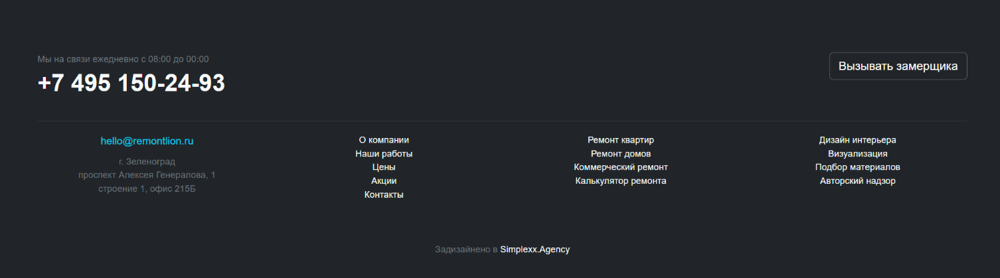 Мы на связи ежедневно с 08:00 до 00:00
+7 495 150-24-93
Вызывать замерщика
hello@remontlion.ru
г. Зеленоград
проспект Алексея Генералова, 1
строение 1, офис 215Б
О компании
Наши работы
Цены
Акции
Контакты
Ремонт квартир
Ремонт домов
Коммерческий ремонт
Калькулятор ремонта
Дизайн интерьера
Визуализация
Подбор материалов
Авторский надзор
Задизайнено в Simplexx.Agency